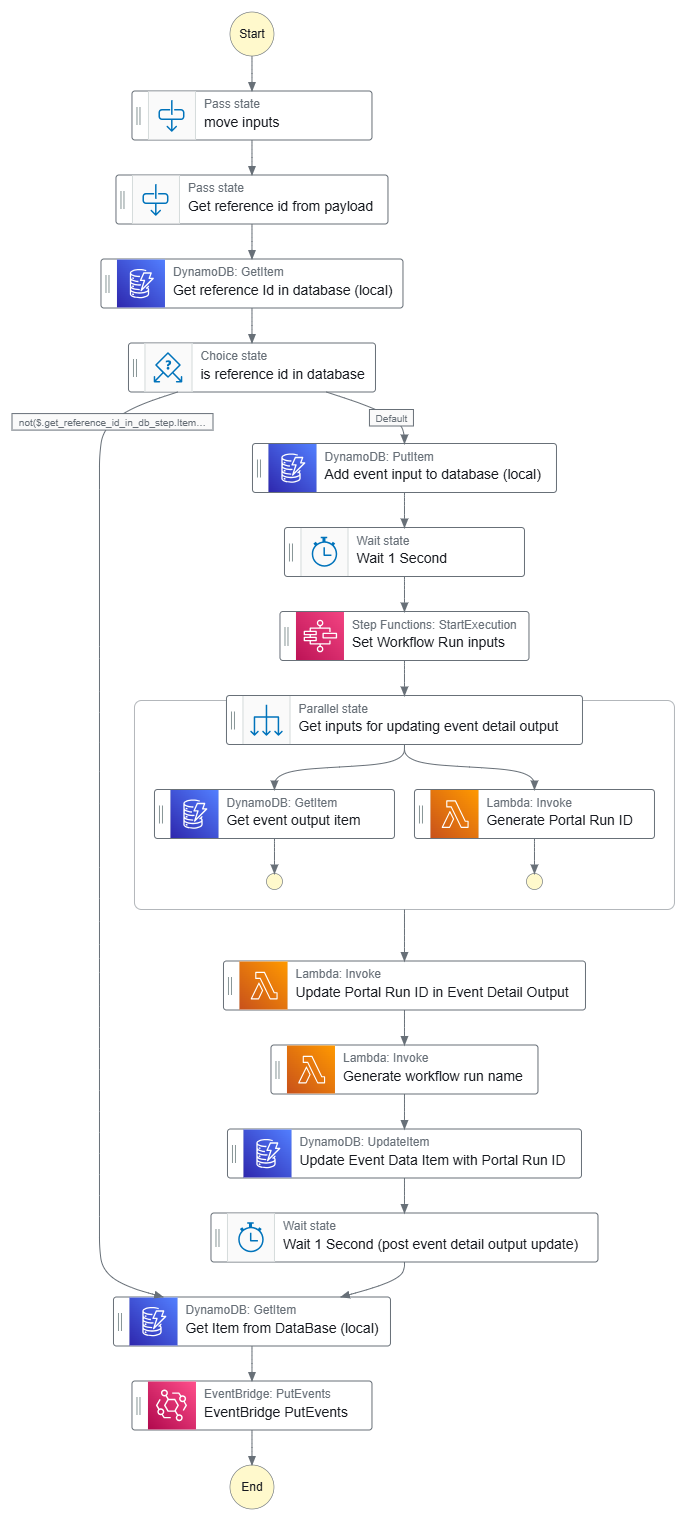 Start
Pass state
move inputs
Pass state
Get reference id from payload
DynamoDB: GetItem
Get reference Id in database (local)
Choice state
is reference id in database
not($.get_reference_id_in_db_step.Item...
Default
DynamoDB: PutItem
Add event input to database (local)
Wait state
Wait 1 Second
Step Functions: StartExecution
Set Workflow Run inputs
Parallel state
Get inputs for updating event detail output
DynamoDB: GetItem
Get event output item
Lambda: Invoke
Generate Portal Run ID
Lambda: Invoke
Update Portal Run ID in Event Detail Output
Lambda: Invoke
Generate workflow run name
DynamoDB: UpdateItem
Update Event Data Item with Portal Run ID
Wait state
Wait 1 Second (post event detail output update)
DynamoDB: GetItem
Get Item from DataBase (local)
EventBridge: PutEvents
EventBridge PutEvents
End